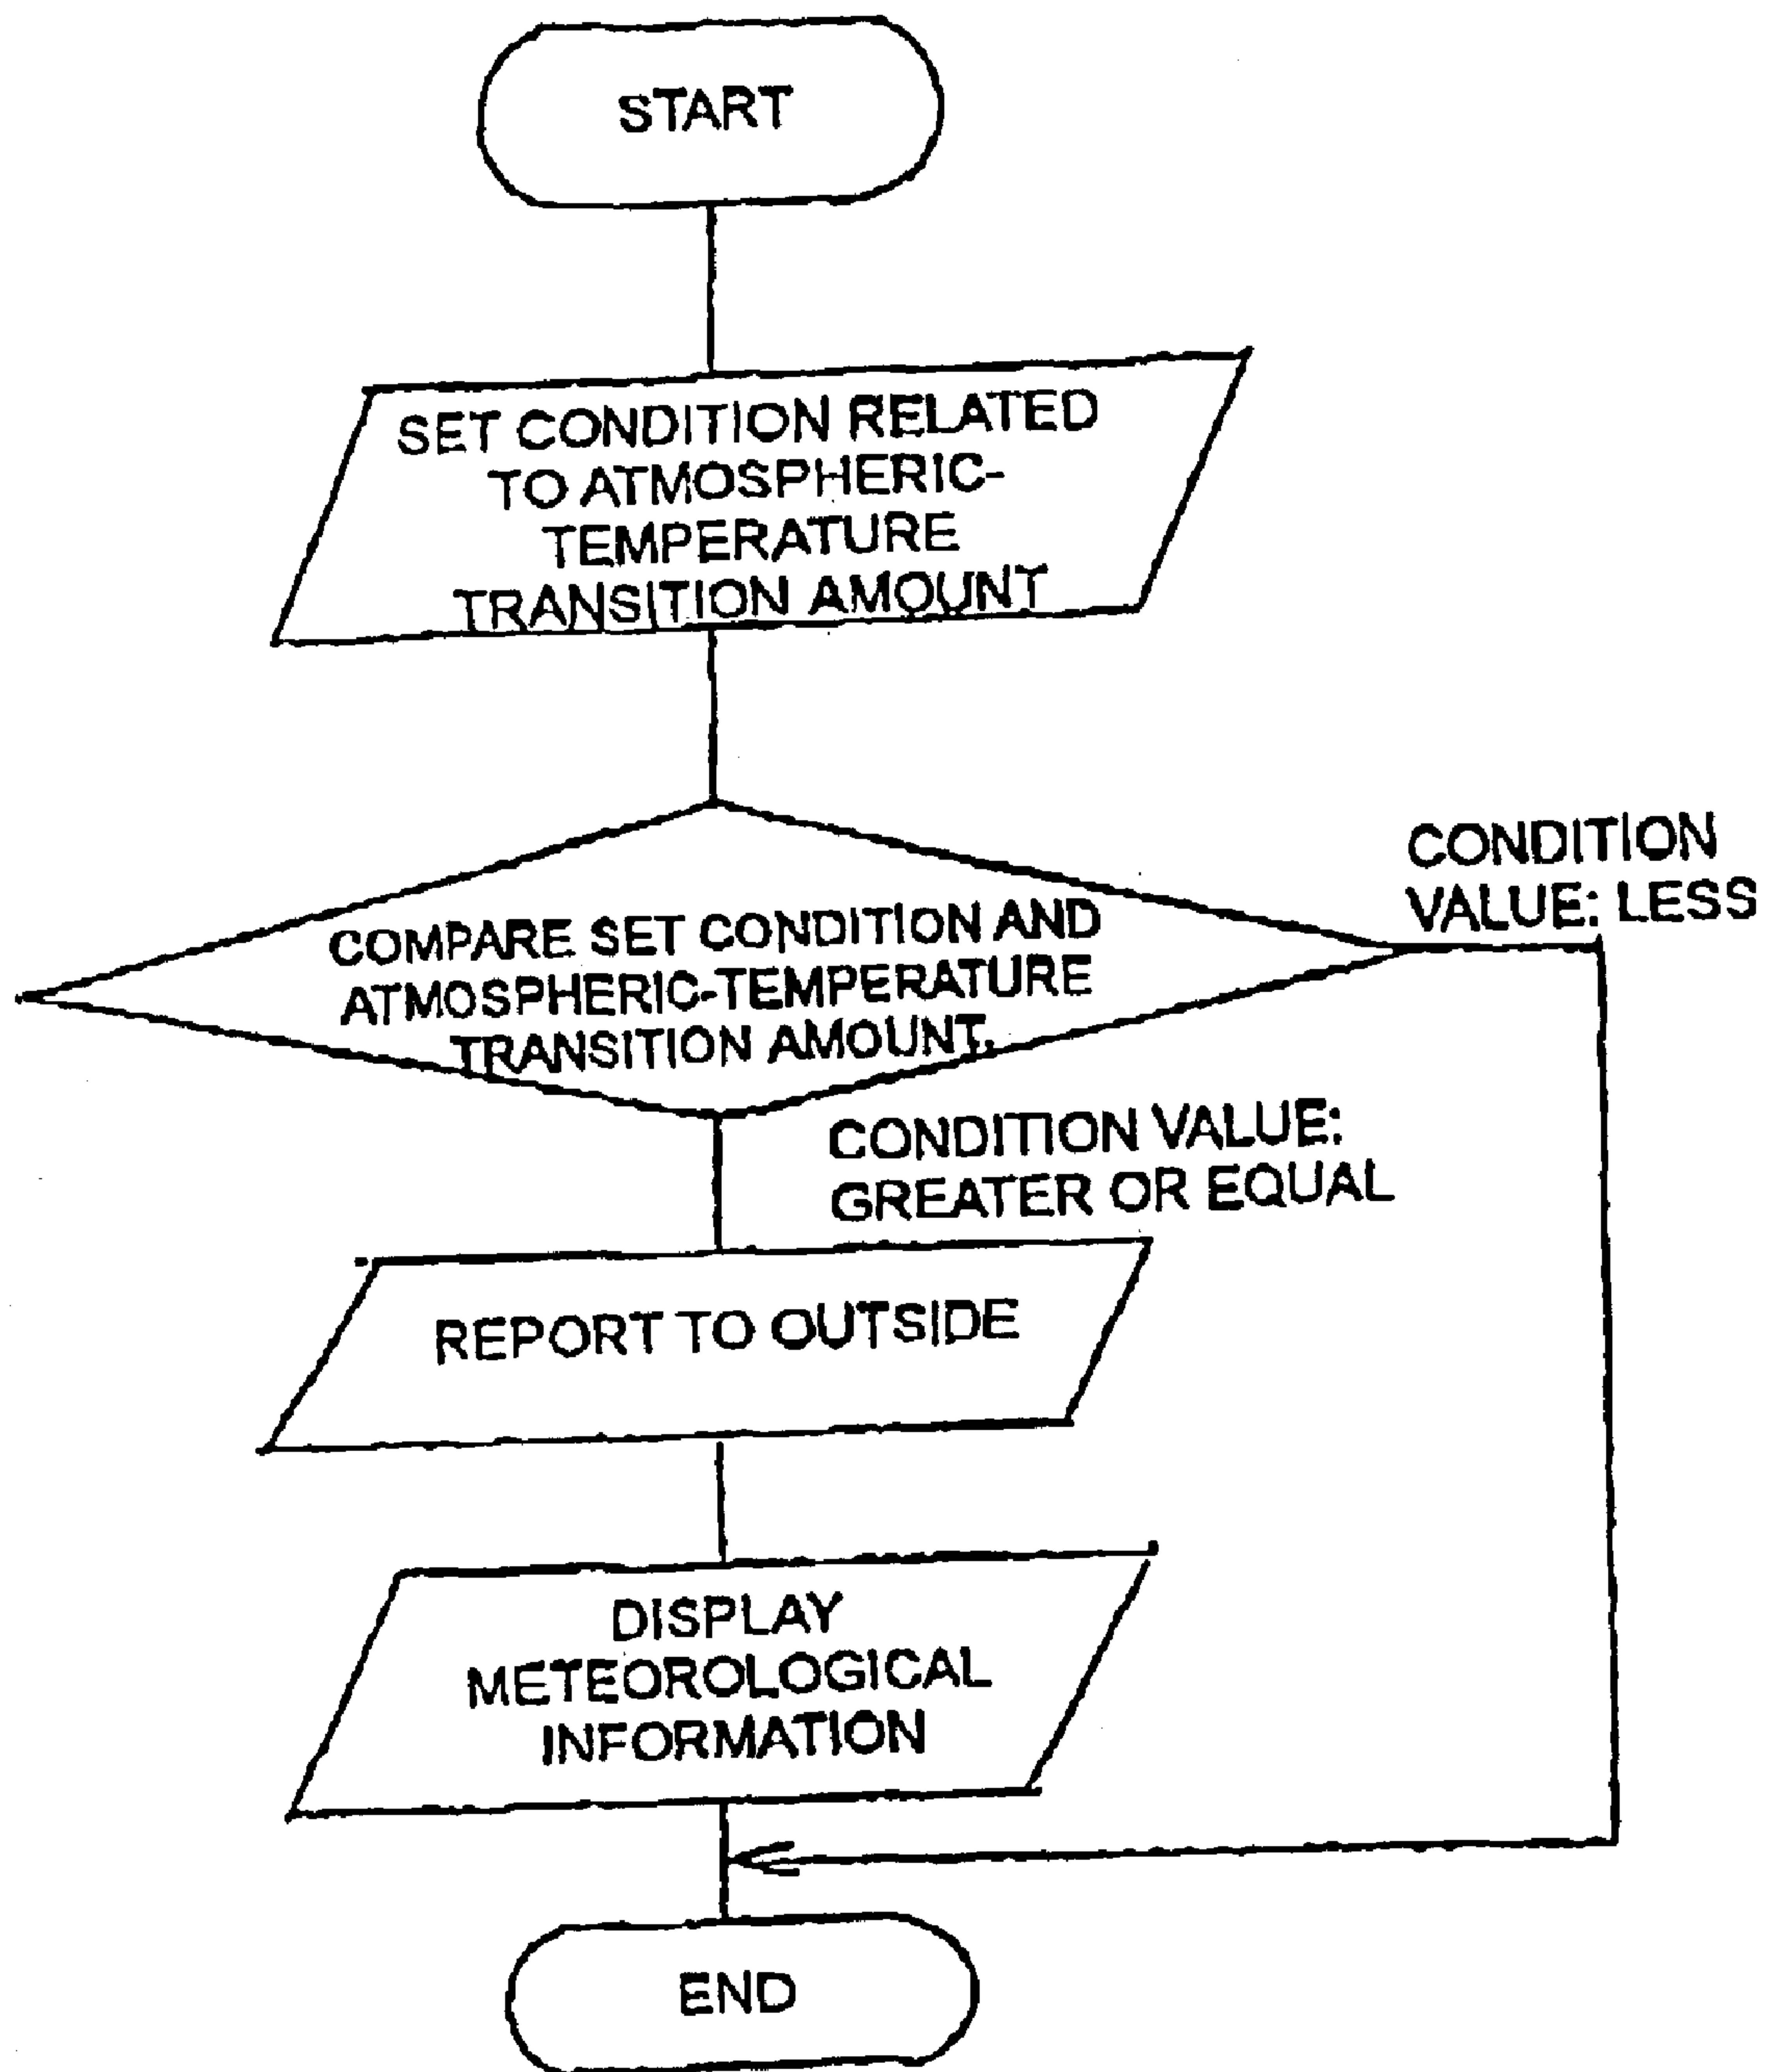 START
SET CONDITION RELATED
TO ATMOSPHERIC-
TEMPERATURE
TRANSITION AMOUNT
CONDITION
VALUE: LESS
COMPARE SET CONDITION AND
ATMOSPHERIC-TEMPERATURE
TRANSITION AMOUNT.
CONDITION VALUE:
GREATER OR EQUAL
REPORT TO OUTSIDE
DISPLAY
METEOROLOGICAL
INFORMATION
END